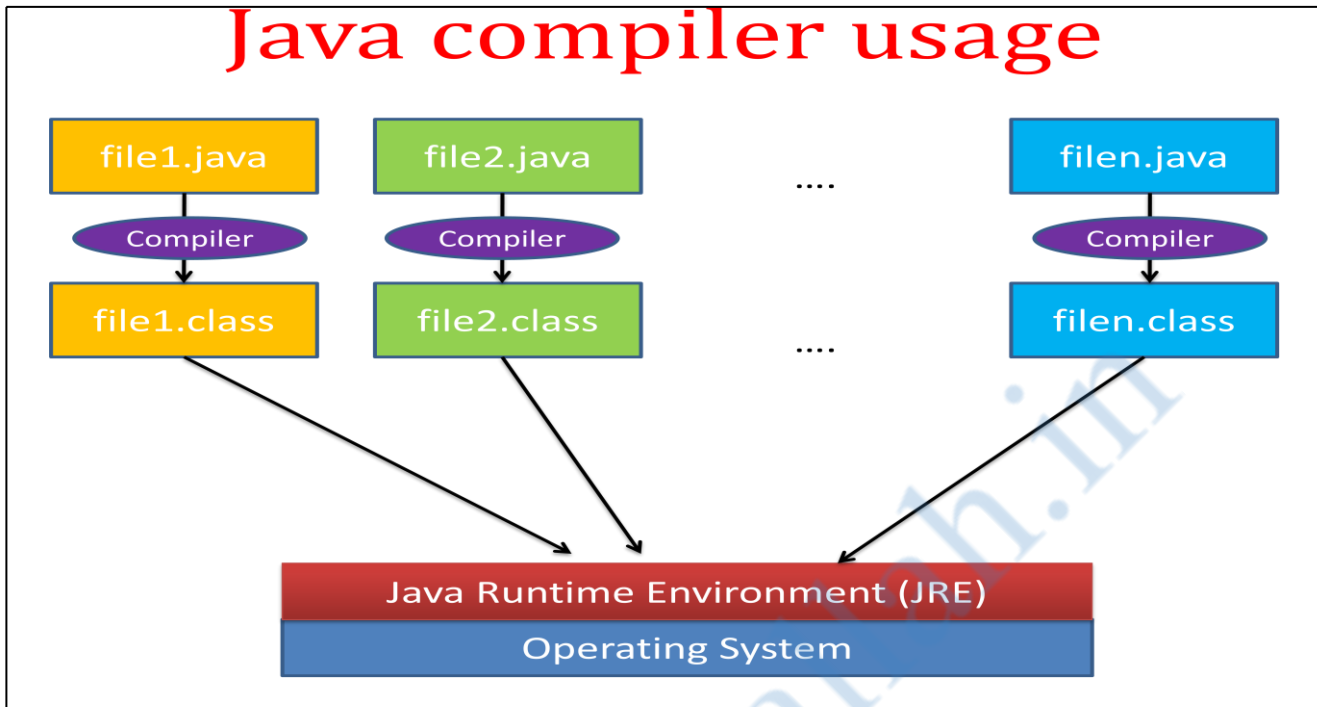 Java compiler usage
file1.java
file2.java
....
filen.java
Compiler
Compiler
Compiler
file1.class
file2.class
....
filen.class
Java Runtime Environment (JRE)
Operating System